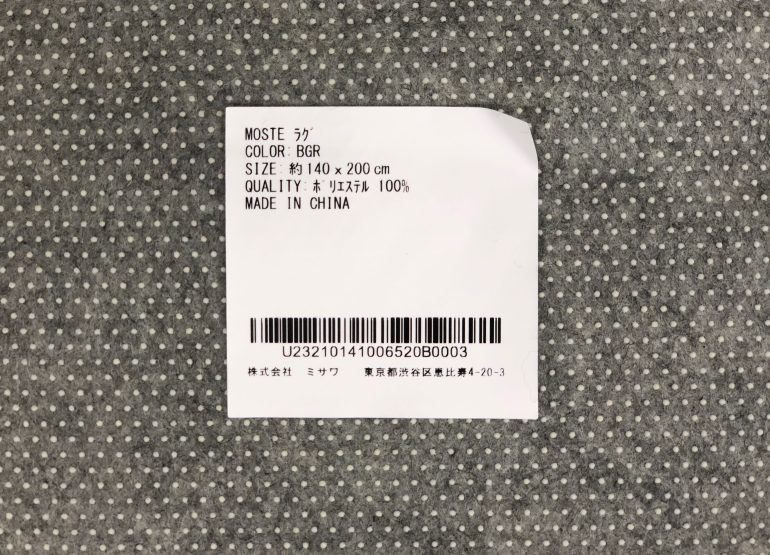 MOSTE ﾗｸﾞ
COLOR: BGR
SIZE: 約140 x 200 cm
QUALITY: ﾎﾟﾘｴｽﾃﾙ 100%
MADE IN CHINA
U23210141006520B0003
株式会社 ミサワ 東京都渋谷区恵比寿4-20-3